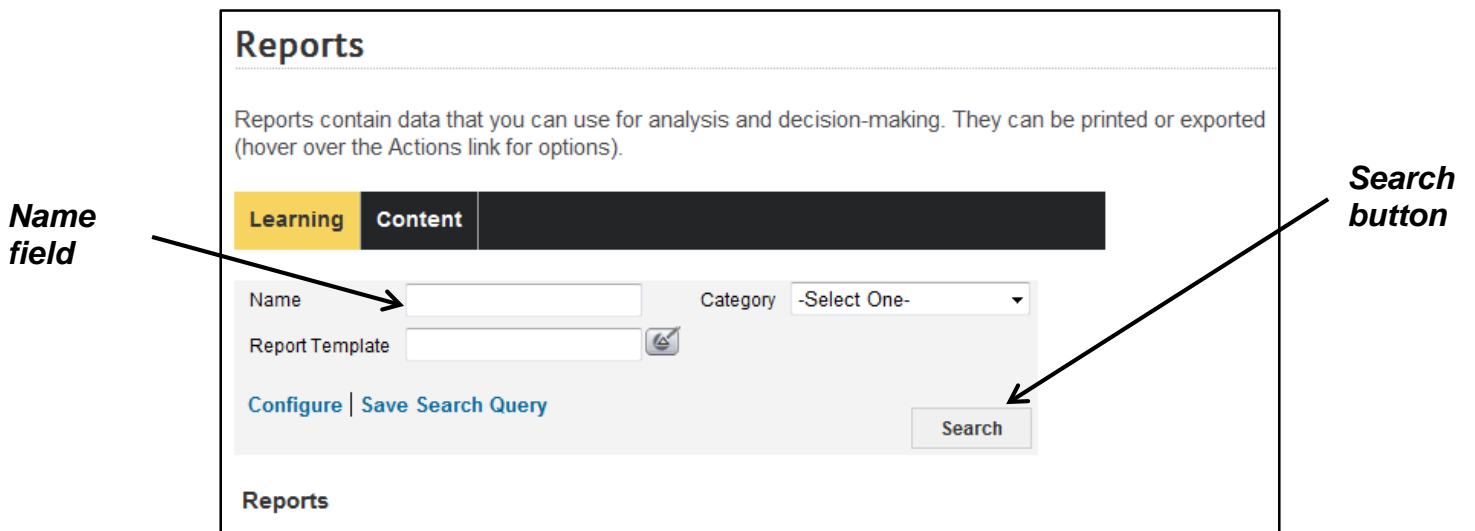 Reports
Reports contain data that you can use for analysis and decision-making. They can be printed or exported
(hover over the Actions link for options).
Search
button
Name
field
Learning Content
Name Category -Select One-
Report Template
Configure | Save Search Query
Search
Reports